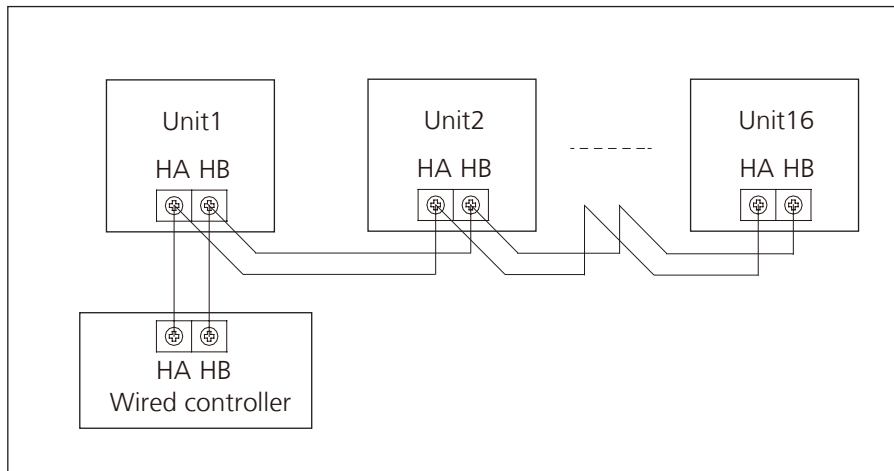 Unit1
HA HB
Unit2
HA HB
Unit16
HA HB
HA HB
Wired controller